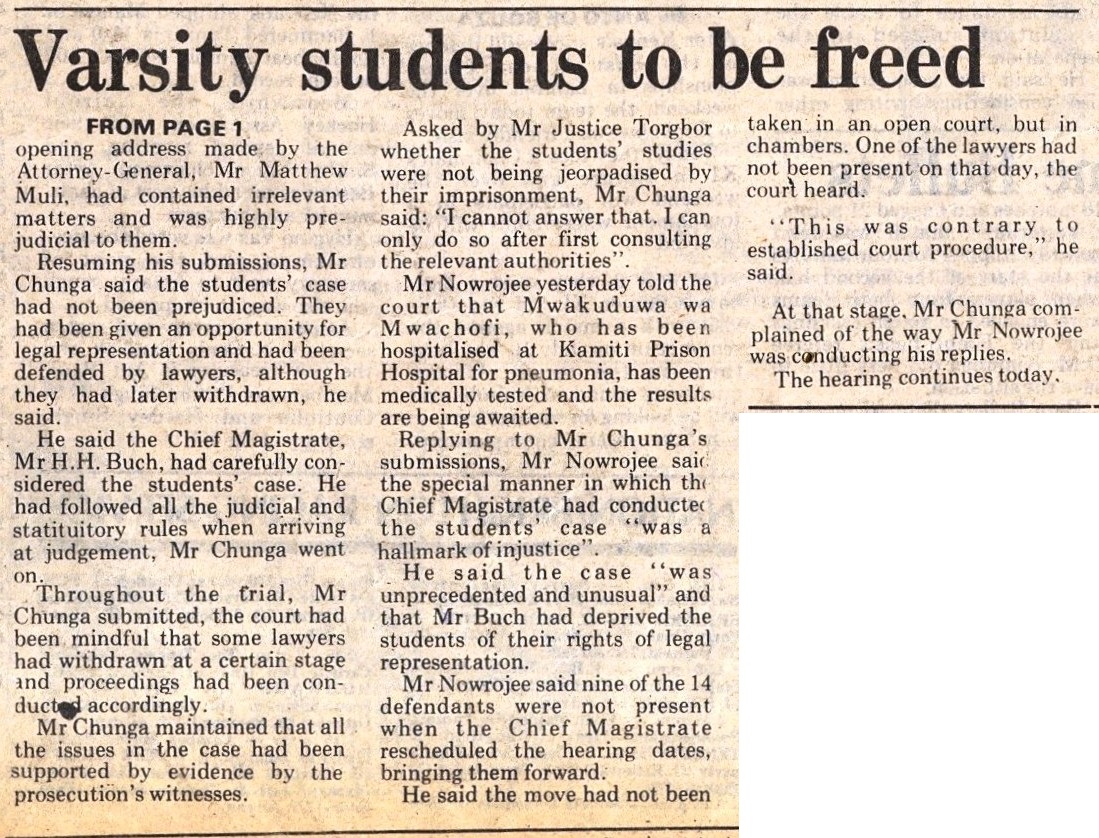 Varsity students to be freed
FROM PAGE 1
opening address made by the
Attorney-General, Mr Matthew
Muli, had contained irrelevant
matters and was highly pre-
judicial to them.
Resuming his submissions, Mr
Chunga said the students' case
had not been prejudiced. They
had been given an opportunity for
legal representation and had been
defended by lawyers, although
they had later withdrawn, he
said.
He said the Chief Magistrate,
Mr H.H. Buch, had carefully con-
sidered the students' case. He
had followed all the judicial and
statituitory rules when arriving
at judgement, Mr Chunga went
on.
Throughout the trial, Mr
Chunga submitted, the court had
been mindful that some lawyers
had withdrawn at a certain stage
and proceedings had been con-
ducted accordingly.
Mr Chunga maintained that all
the issues in the case had been
supported by evidence by the
prosecution's witnesses.
Asked by Mr Justice Torgbor
whether the students' studies
were not being jeorpadised by
their imprisonment, Mr Chunga
said: "I cannot answer that. I can
only do so after first consulting
the relevant authorities".
Mr Nowrojee yesterday told the
court that Mwakuduwa wa
Mwachofi, who has been
hospitalised at Kamiti Prison
Hospital for pneumonia, has been
medically tested and the results
are being awaited.
Replying to Mr Chunga's
submissions, Mr Nowrojee said
the special manner in which the
Chief Magistrate had conducted
the students' case "was a
hallmark of injustice".
He said the case "was
unprecedented and unusual" and
that Mr Buch had deprived the
students of their rights of legal
representation.
Mr Nowrojee said nine of the 14
defendants were not present
when the Chief Magistrate
rescheduled the hearing dates,
bringing them forward.
He said the move had not been
taken in an open court, but in
chambers. One of the lawyers had
not been present on that day, the
court heard.
"This was contrary to
established court procedure," he
said.
At that stage, Mr Chunga com-
plained of the way Mr Nowrojee
was conducting his replies.
The hearing continues today.